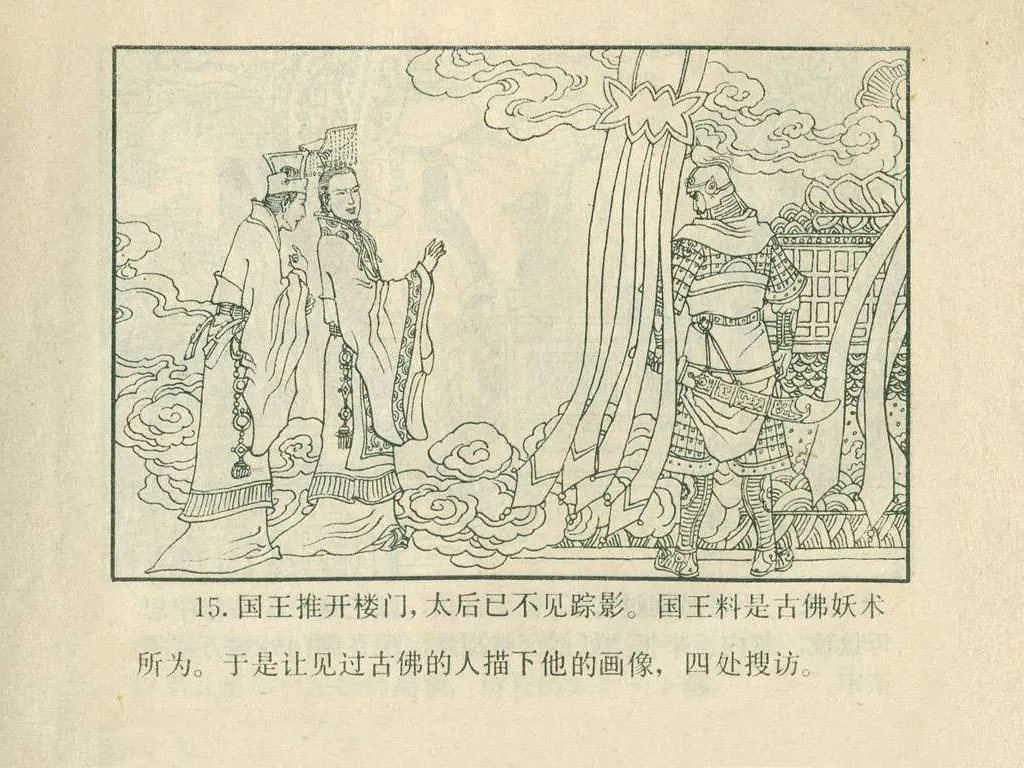 15. 国王推开楼门，太后已不见踪影。国王料是古佛妖术
所为。于是让见过古佛的人描下他的画像，四处搜访。